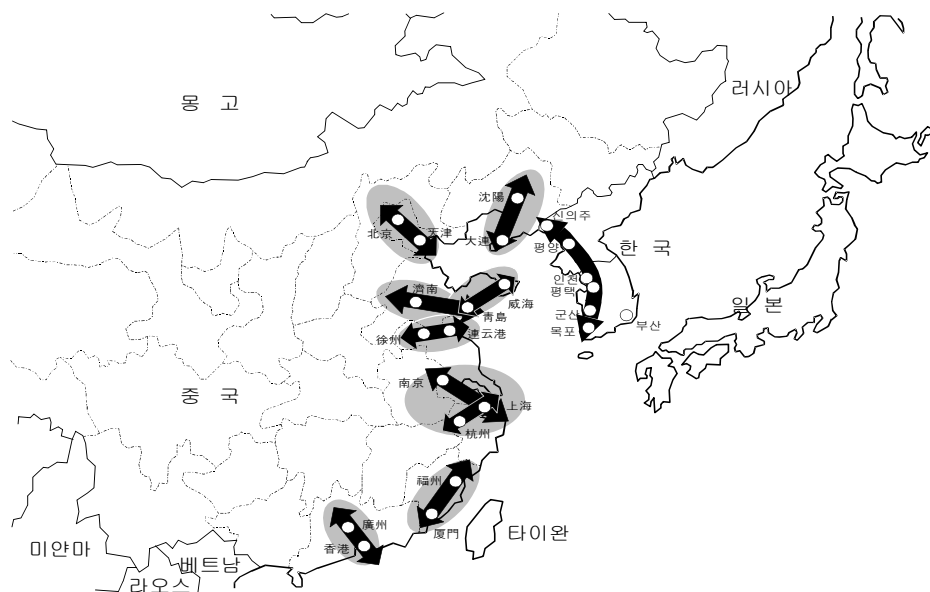 러시아
몽 고
沈陽
신의주
北京
天津
大連
평양
한 국
濟南
威海
인천
평택
青島
군산
일 본
부산
徐州
連云港
목포
南京
중 국
上海
杭州
福州
廣州
厦門
타이완
香港
미얀마
베트남
라오스